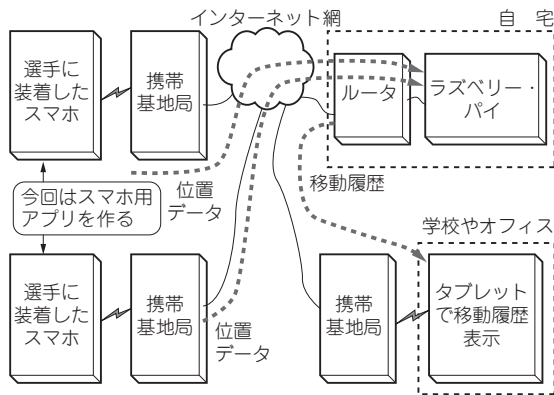 インターネット網
自　宅
選手に
装着した
スマホ
携帯
基地局
ルータ
ラズベリー・
パイ
今回はスマホ用
アプリを作る
位置
データ
移動履歴
学校やオフィス
選手に
装着した
スマホ
携帯
基地局
位置
データ
携帯
基地局
タブレット
で移動履歴
表示